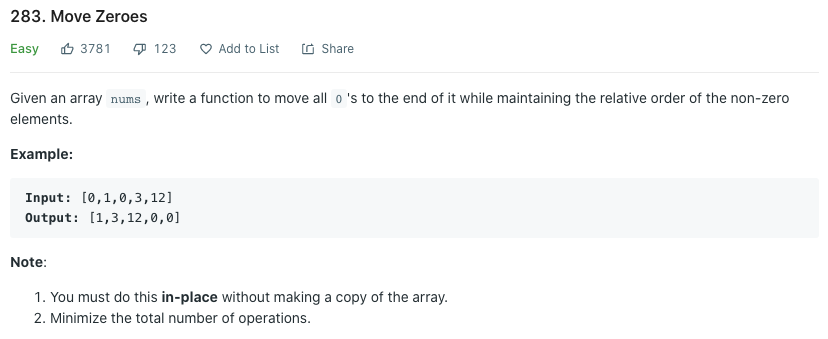 283. Move Zeroes
Easy 3781 123 Add to List Share
Given an array nums , write a function to move all 0 's to the end of it while maintaining the relative order of the non-zero
elements.
Example:
Input: [0,1,0,3,12]
Output: [1,3,12,0,0]
Note:
1. You must do this in-place without making a copy of the array.
2. Minimize the total number of operations.